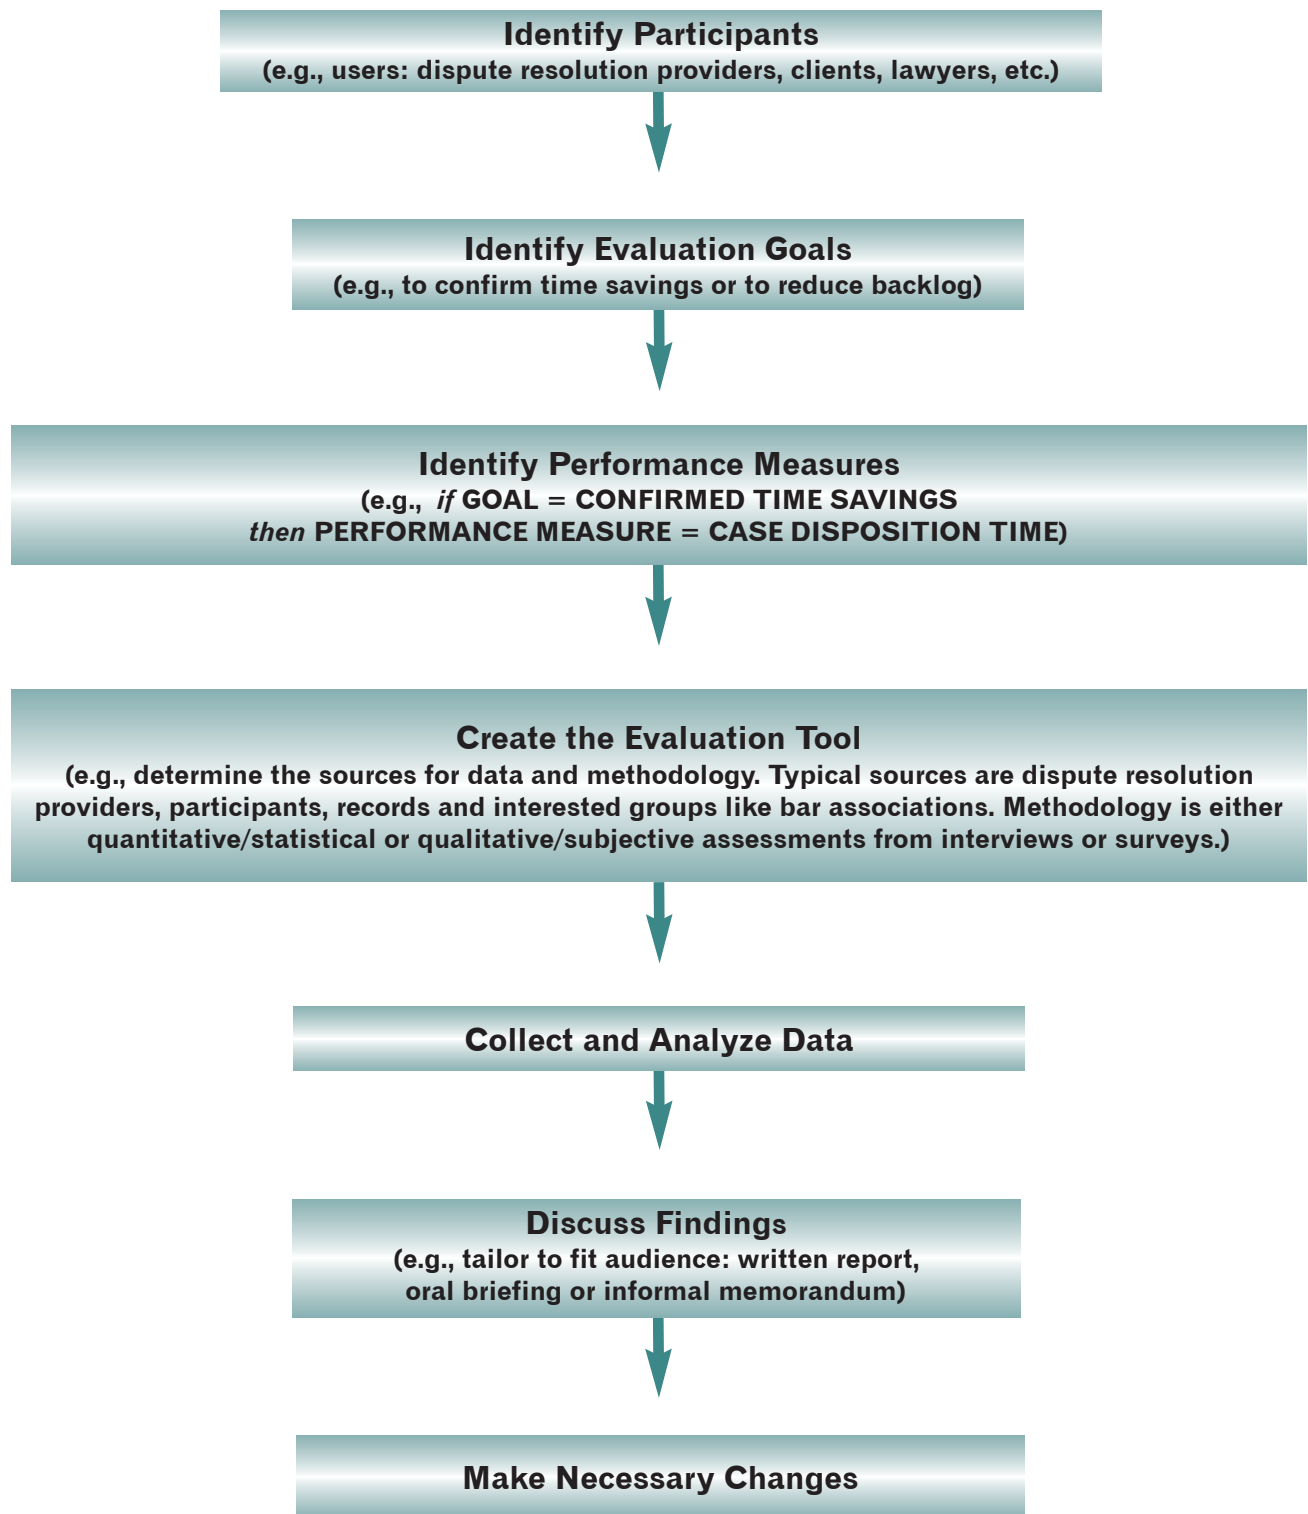 Identify Participants
(e.g., users: dispute resolution providers, clients, lawyers, etc.)
Identify Evaluation Goals
(e.g., to confirm time savings or to reduce backlog)
Identify Performance Measures
(e.g., if GOAL = CONFIRMED TIME SAVINGS
then PERFORMANCE MEASURE = CASE DISPOSITION TIME)
Create the Evaluation Tool
(e.g., determine the sources for data and methodology. Typical sources are dispute resolution
providers, participants, records and interested groups like bar associations. Methodology is either
quantitative/statistical or qualitative/subjective assessments from interviews or surveys.)
Collect and Analyze Data
Discuss Findings
(e.g., tailor to fit audience: written report,
oral briefing or informal memorandum)
Make Necessary Changes